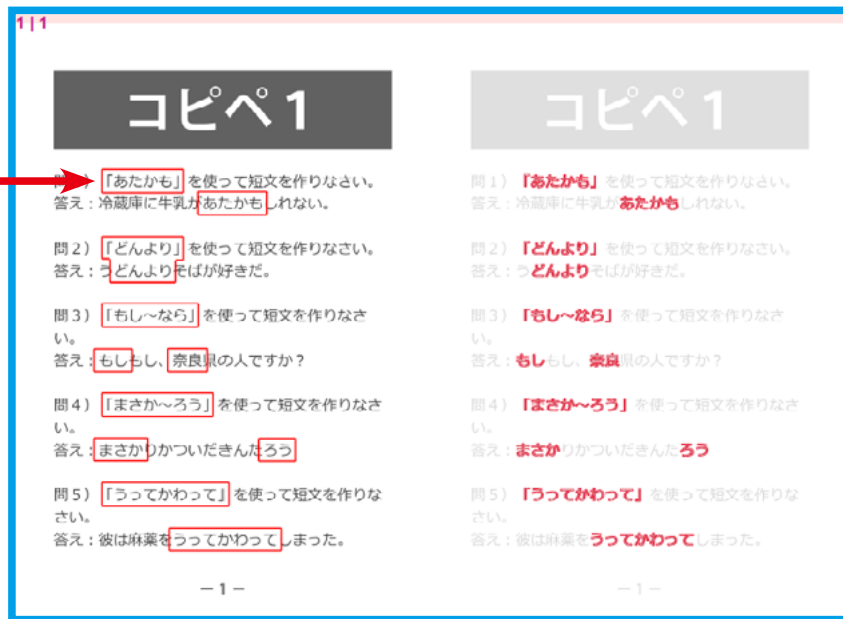 1 | 1
コピペ1
問1）「あたかも」を使って短文を作りなさい。
答え：冷蔵庫に牛乳があたかもしれない。
問2）「どんより」を使って短文を作りなさい。
答え：うどんよりそばが好きだ。
問3）「もし～なら」を使って短文を作りなさ
い。
答え：もしもし、奈良県の人ですか？
問4）「まさか～ろう」を使って短文を作りなさ
い。
答え：まさかりかついだきんたろう
問5）「うってかわって」を使って短文を作りな
さい。
答え：彼は麻薬をうってかわってしまった。
－1－
コピペ1
問1）「あたかも」を使って短文を作りなさい。
答え：冷蔵庫に牛乳があたかもしれない。
問2）「どんより」を使って短文を作りなさい。
答え：うどんよりそばが好きだ。
問3）「もし～なら」を使って短文を作りなさ
い。
答え：もしもし、奈良県の人ですか？
問4）「まさか～ろう」を使って短文を作りなさ
い。
答え：まさかりかついだきんたろう
問5）「うってかわって」を使って短文を作りな
さい。
答え：彼は麻薬をうってかわってしまった。
－1－